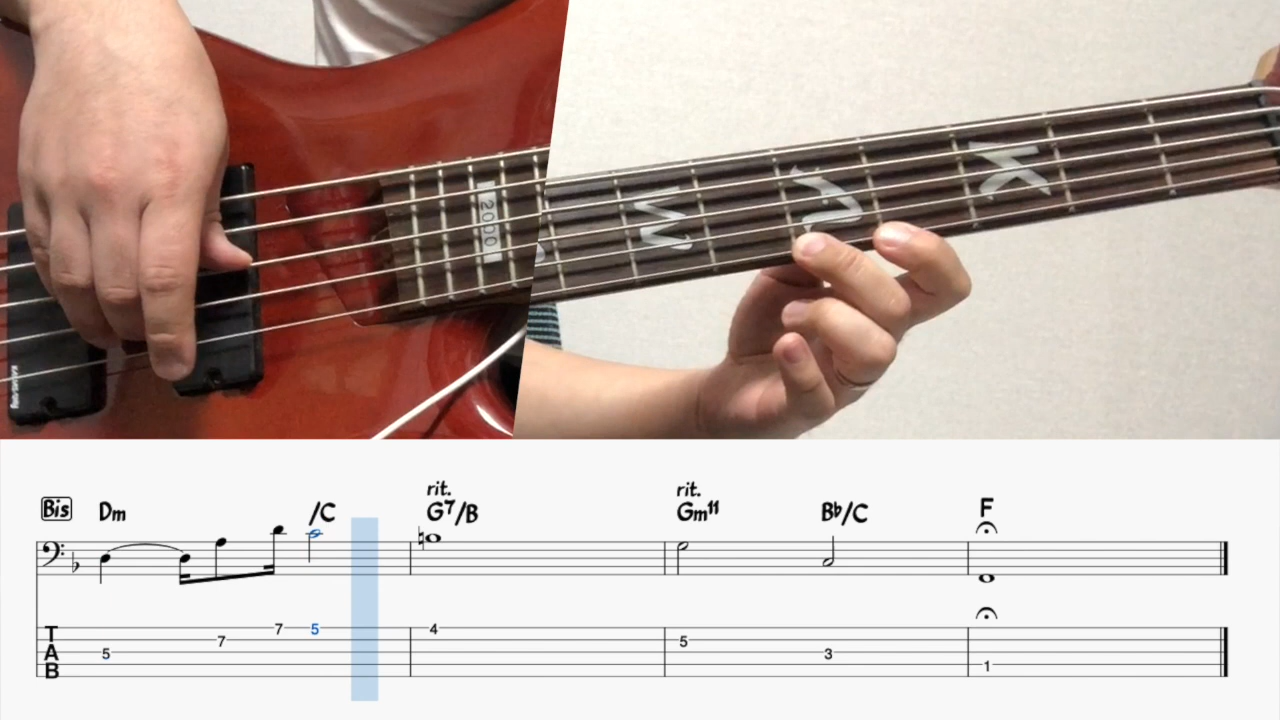 2000
Bis Dm /C rit. G7/B rit. Gm11 B♭/C F
T
A
B
5 7 7 5 4 5 3 1